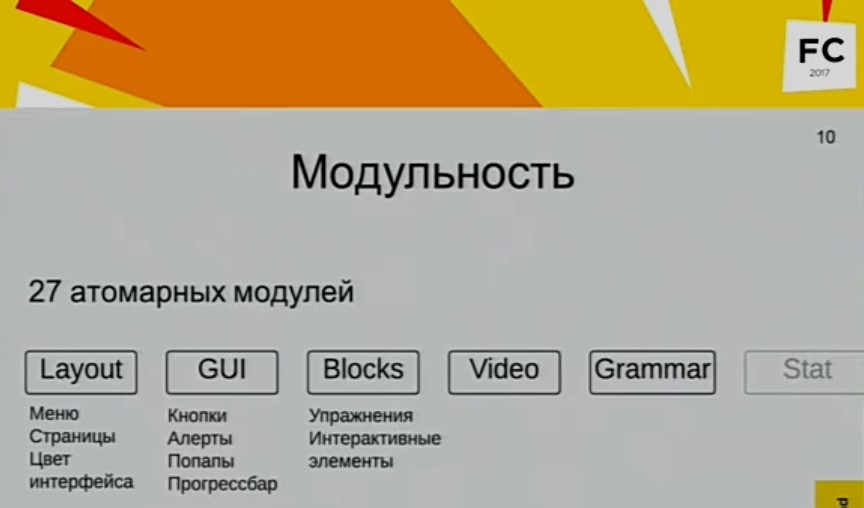 FC
2017
10
Модульность
27 атомарных модулей
Layout
GUI
Blocks
Video
Grammar
Stat
Меню
Страницы
Цвет
интерфейса
Кнопки
Алерты
Попапы
Прогрессбар
Упражнения
Интерактивные
элементы